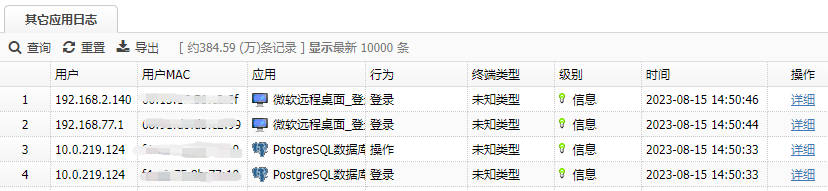 其它应用日志
查询 重置 导出 [ 约384.59 (万)条记录 ] 显示最新 10000 条
用户 用户MAC 应用 行为 终端类型 级别 时间 操作
1 192.168.2.140 微软远程桌面_登 登录 未知类型 信息 2023-08-15 14:50:46 详细
2 192.168.77.1 微软远程桌面_登 登录 未知类型 信息 2023-08-15 14:50:44 详细
3 10.0.219.124 PostgreSQL数据库 操作 未知类型 信息 2023-08-15 14:50:33 详细
4 10.0.219.124 PostgreSQL数据库 登录 未知类型 信息 2023-08-15 14:50:33 详细